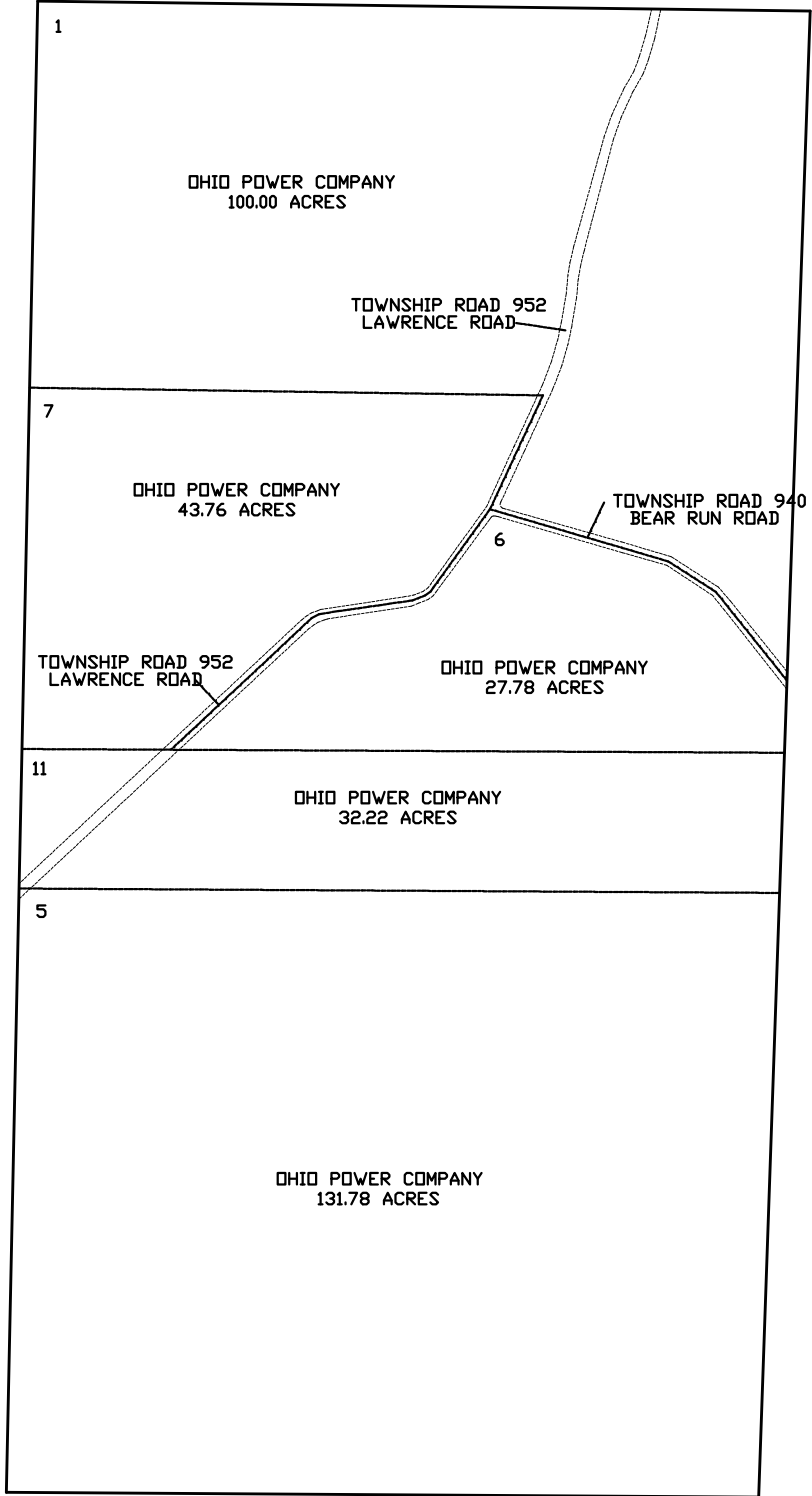 1
OHIO POWER COMPANY
100.00 ACRES
TOWNSHIP ROAD 952
LAWRENCE ROAD
7
OHIO POWER COMPANY
43.76 ACRES
TOWNSHIP ROAD 940
BEAR RUN ROAD
6
TOWNSHIP ROAD 952
LAWRENCE ROAD
OHIO POWER COMPANY
27.78 ACRES
11
OHIO POWER COMPANY
32.22 ACRES
5
OHIO POWER COMPANY
131.78 ACRES